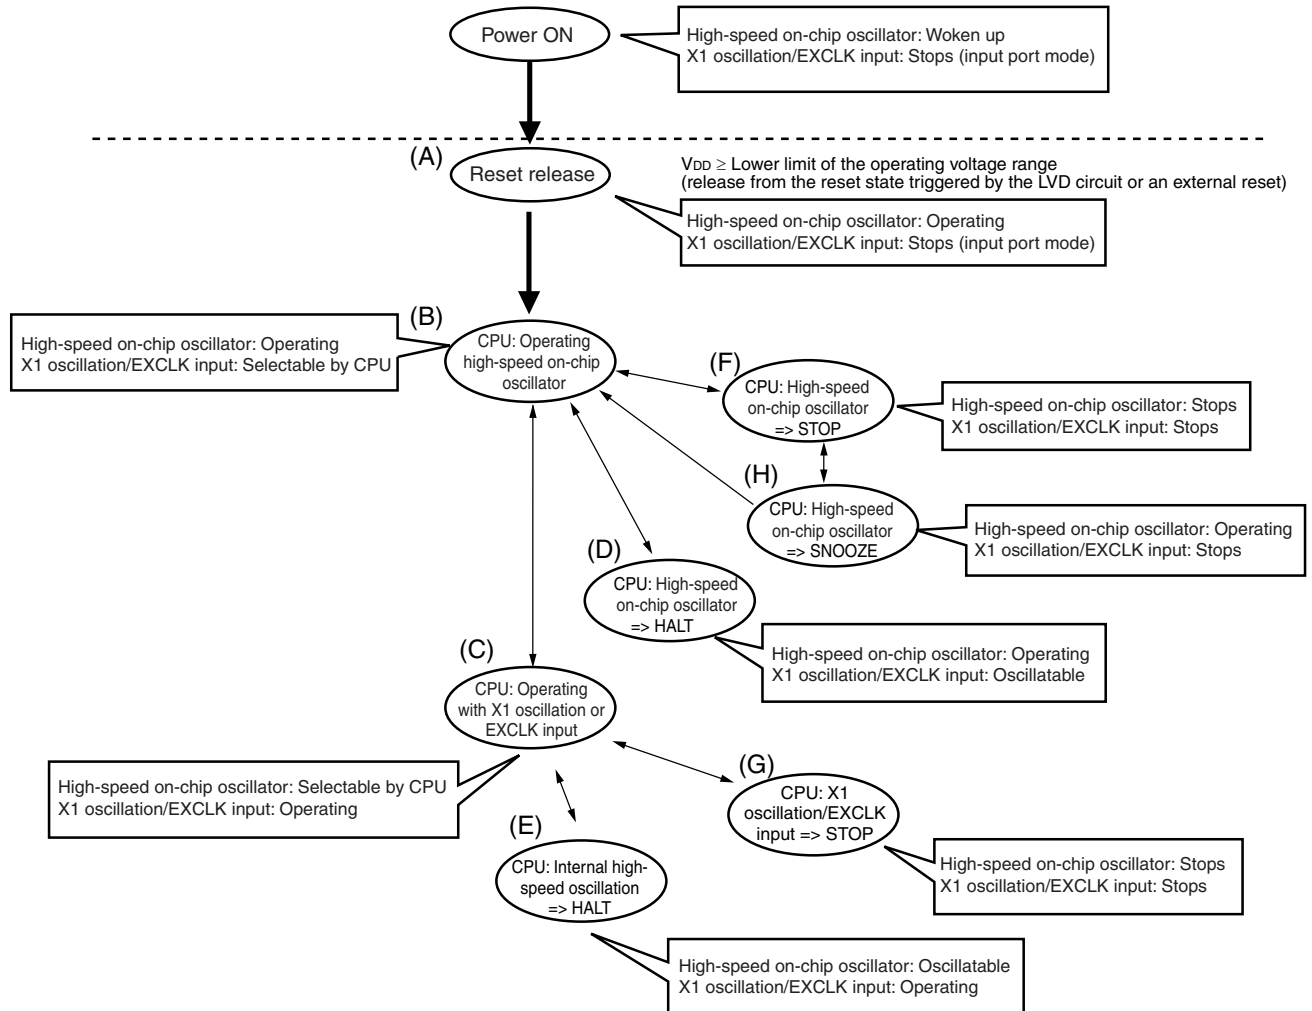 Power ON
High-speed on-chip oscillator: Woken up
X1 oscillation/EXCLK input: Stops (input port mode)
(A)
Reset release
VDD ≥ Lower limit of the operating voltage range
(release from the reset state triggered by the LVD circuit or an external reset)
High-speed on-chip oscillator: Operating
X1 oscillation/EXCLK input: Stops (input port mode)
(B)
High-speed on-chip oscillator: Operating
X1 oscillation/EXCLK input: Selectable by CPU
CPU: Operating
high-speed on-chip
oscillator
(F)
CPU: High-speed
on-chip oscillator
=> STOP
High-speed on-chip oscillator: Stops
X1 oscillation/EXCLK input: Stops
(H)
CPU: High-speed
on-chip oscillator
=> SNOOZE
High-speed on-chip oscillator: Operating
X1 oscillation/EXCLK input: Stops
(D)
CPU: High-speed
on-chip oscillator
=> HALT
High-speed on-chip oscillator: Operating
X1 oscillation/EXCLK input: Oscillatable
(C)
CPU: Operating
with X1 oscillation or
EXCLK input
High-speed on-chip oscillator: Selectable by CPU
X1 oscillation/EXCLK input: Operating
(G)
CPU: X1
oscillation/EXCLK
input => STOP
High-speed on-chip oscillator: Stops
X1 oscillation/EXCLK input: Stops
(E)
CPU: Internal high-
speed oscillation
=> HALT
High-speed on-chip oscillator: Oscillatable
X1 oscillation/EXCLK input: Operating